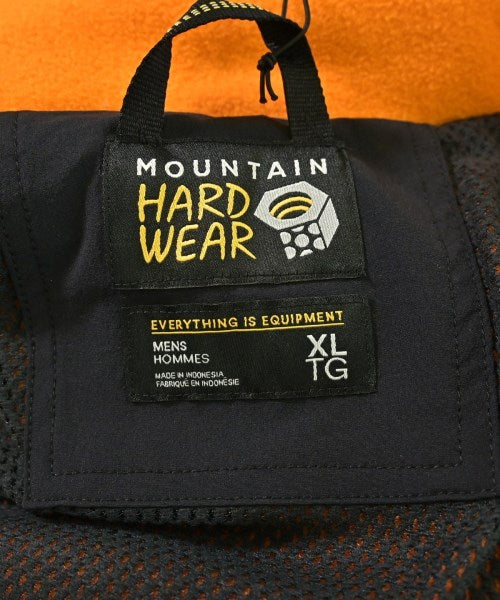 MOUNTAIN
HARD
WEAR
EVERYTHING IS EQUIPMENT
MENS
HOMMES
XL
TG
MADE IN INDONESIA
FABRIQUÉ EN INDONÉSIE